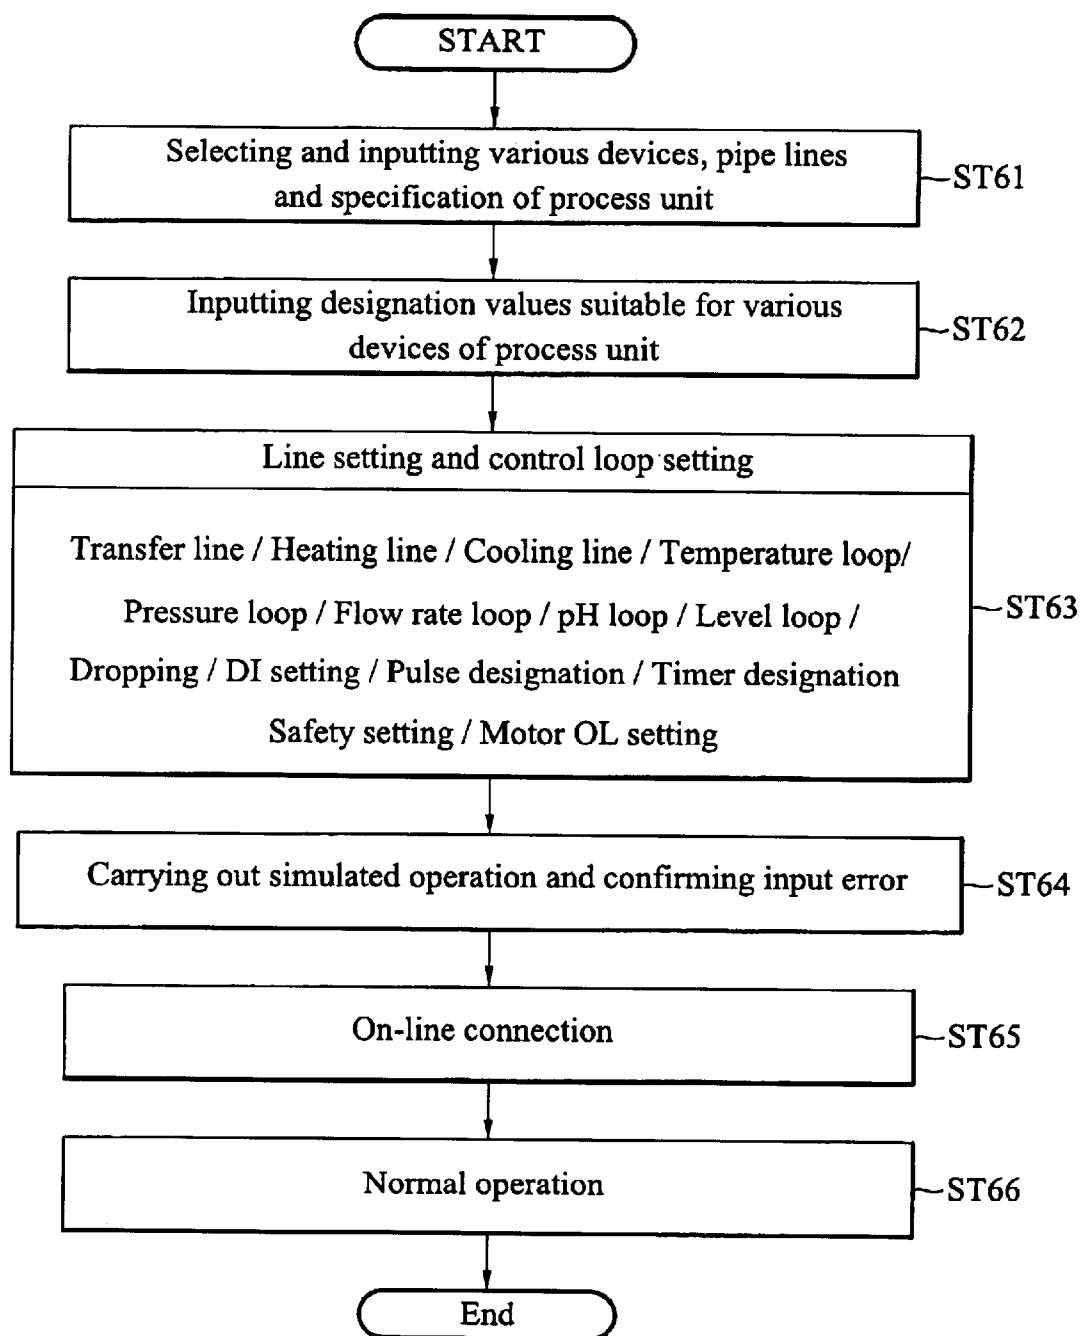 START
Selecting and inputting various devices, pipe lines
and specification of process unit
ST61
Inputting designation values suitable for various
devices of process unit
ST62
Line setting and control loop setting
Transfer line / Heating line / Cooling line / Temperature loop/
Pressure loop / Flow rate loop / pH loop / Level loop /
Dropping / DI setting / Pulse designation / Timer designation
Safety setting / Motor OL setting
ST63
Carrying out simulated operation and confirming input error
ST64
On-line connection
ST65
Normal operation
ST66
End